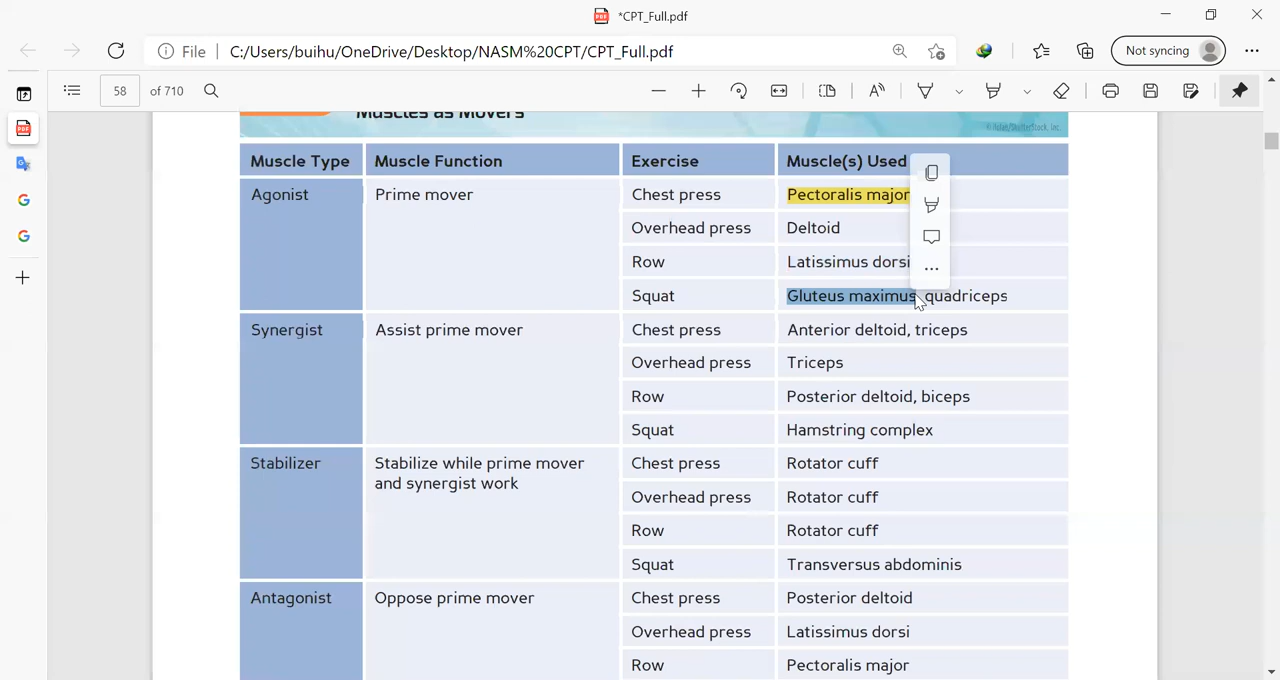 *CPT_Full.pdf
File | C:/Users/buihu/OneDrive/Desktop/NASM%20CPT/CPT_Full.pdf
Not syncing
58 of 710
Muscles as Movers
Muscle Type Muscle Function Exercise Muscle(s) Used
Agonist Prime mover Chest press Pectoralis major
Overhead press Deltoid
Row Latissimus dorsi
Squat Gluteus maximus, quadriceps
Synergist Assist prime mover Chest press Anterior deltoid, triceps
Overhead press Triceps
Row Posterior deltoid, biceps
Squat Hamstring complex
Stabilizer Stabilize while prime mover Chest press Rotator cuff
and synergist work
Overhead press Rotator cuff
Row Rotator cuff
Squat Transversus abdominis
Antagonist Oppose prime mover Chest press Posterior deltoid
Overhead press Latissimus dorsi
Row Pectoralis major